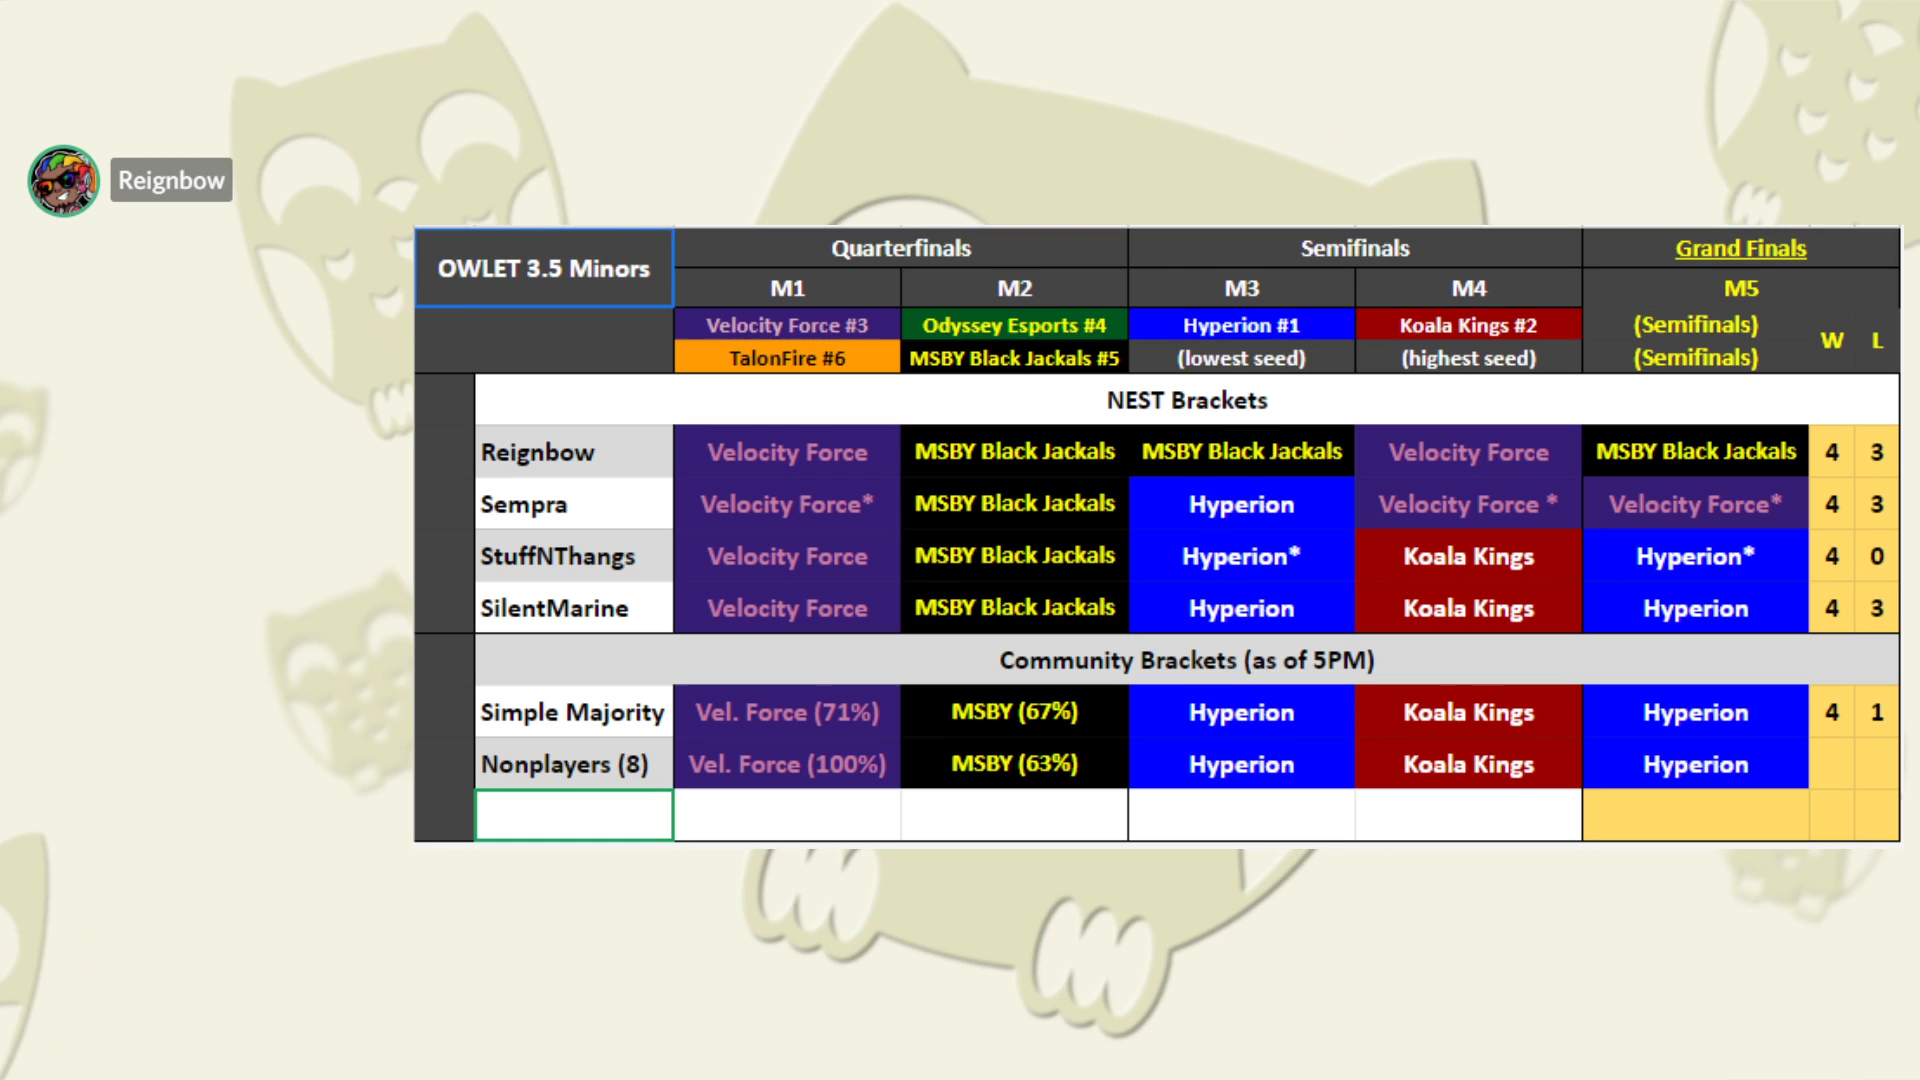 Reignbow
OWLET 3.5 Minors
Quarterfinals
Semifinals
Grand Finals
M1
M2
M3
M4
M5
Velocity Force #3
Odyssey Esports #4
Hyperion #1
Koala Kings #2
(Semifinals)
W
L
TalonFire #6
MSBY Black Jackals #5
(lowest seed)
(highest seed)
(Semifinals)
NEST Brackets
Reignbow
Velocity Force
MSBY Black Jackals
MSBY Black Jackals
Velocity Force
MSBY Black Jackals
4
3
Sempra
Velocity Force*
MSBY Black Jackals
Hyperion
Velocity Force *
Velocity Force*
4
3
StuffNThangs
Velocity Force
MSBY Black Jackals
Hyperion*
Koala Kings
Hyperion*
4
0
SilentMarine
Velocity Force
MSBY Black Jackals
Hyperion
Koala Kings
Hyperion
4
3
Community Brackets (as of 5PM)
Simple Majority
Vel. Force (71%)
MSBY (67%)
Hyperion
Koala Kings
Hyperion
4
1
Nonplayers (8)
Vel. Force (100%)
MSBY (63%)
Hyperion
Koala Kings
Hyperion